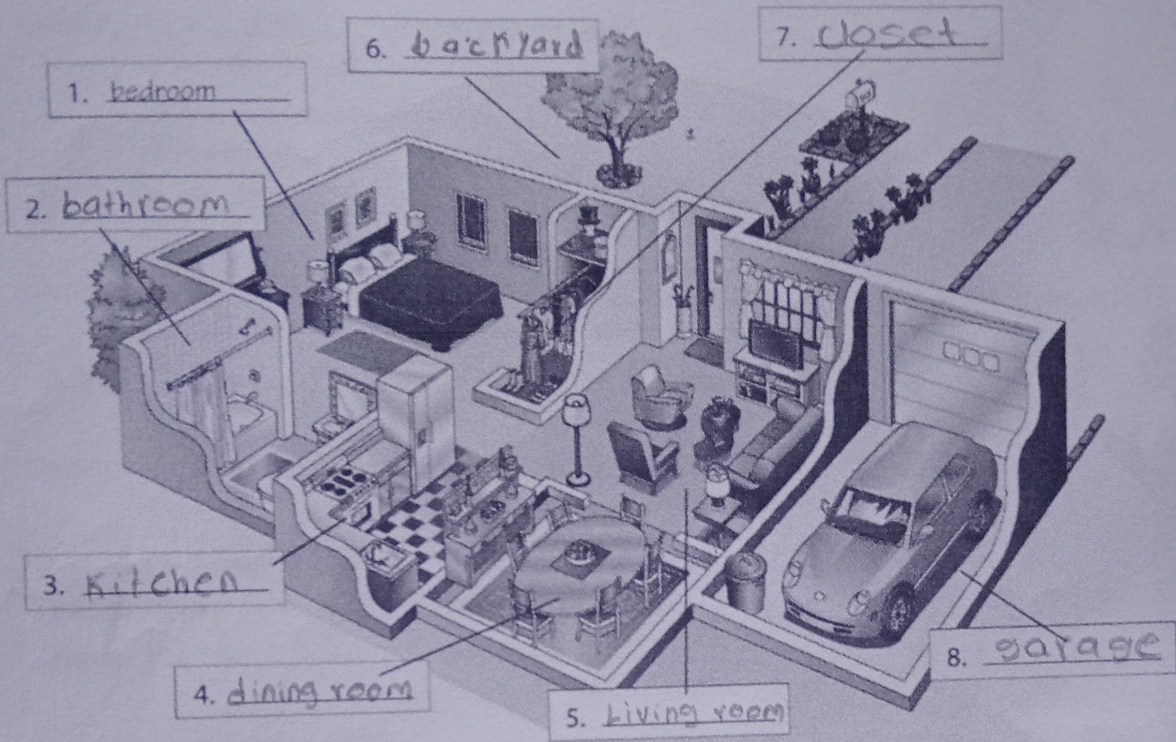 1. bedroom
2. bathroom
3. Kitchen
4. dining room
5. Living room
6. backyard
7. closet
8. garage